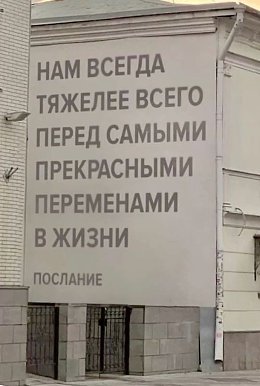 НАМ ВСЕГДА
ТЯЖЕЛЕЕ ВСЕГО
ПЕРЕД САМЫМИ
ПРЕКРАСНЫМИ
ПЕРЕМЕНАМИ
В ЖИЗНИ
ПОСЛАНИЕ